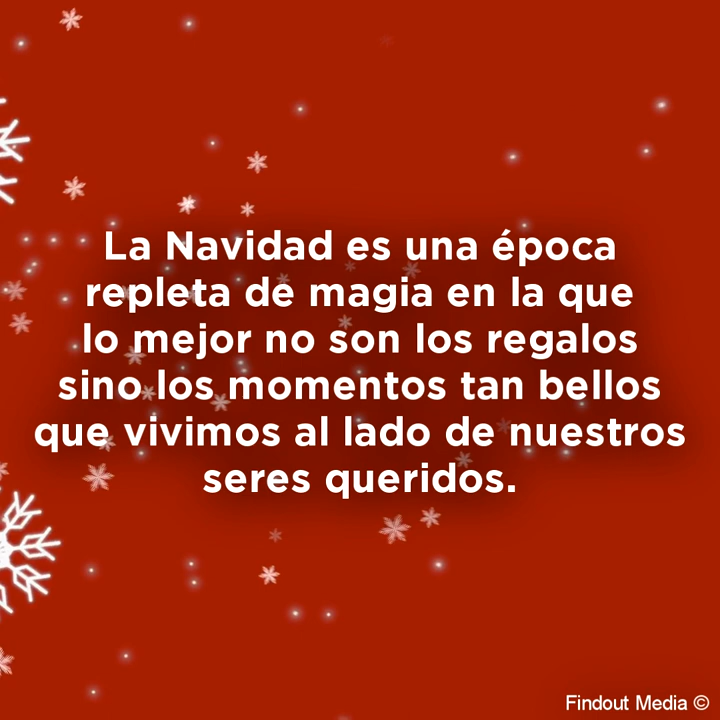 La Navidad es una época
repleta de magia en la que
lo mejor no son los regalos
sino los momentos tan bellos
que vivimos al lado de nuestros
seres queridos.
Findout Media ©